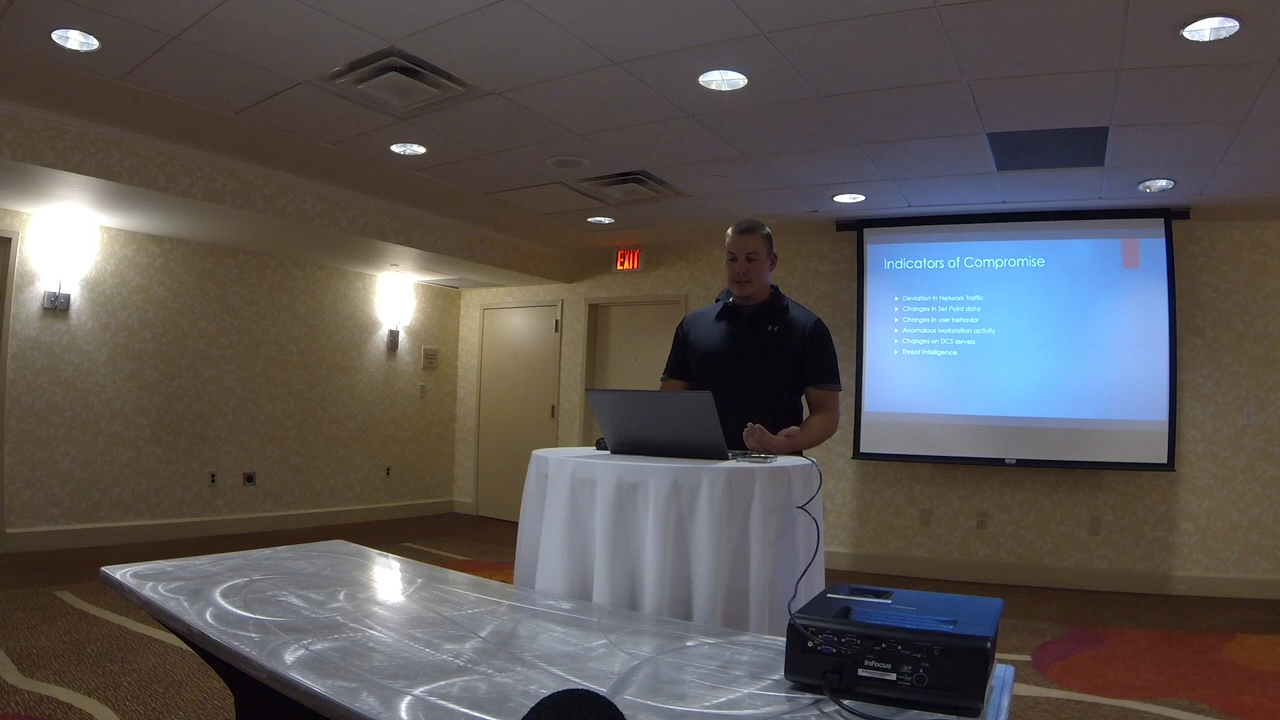 EXIT
Indicators of Compromise
Deviation in Network Traffic
Changes in Set Point data
Changes in user behavior
Anomalous workstation activity
Changes on DCS servers
Threat Intelligence
InFocus